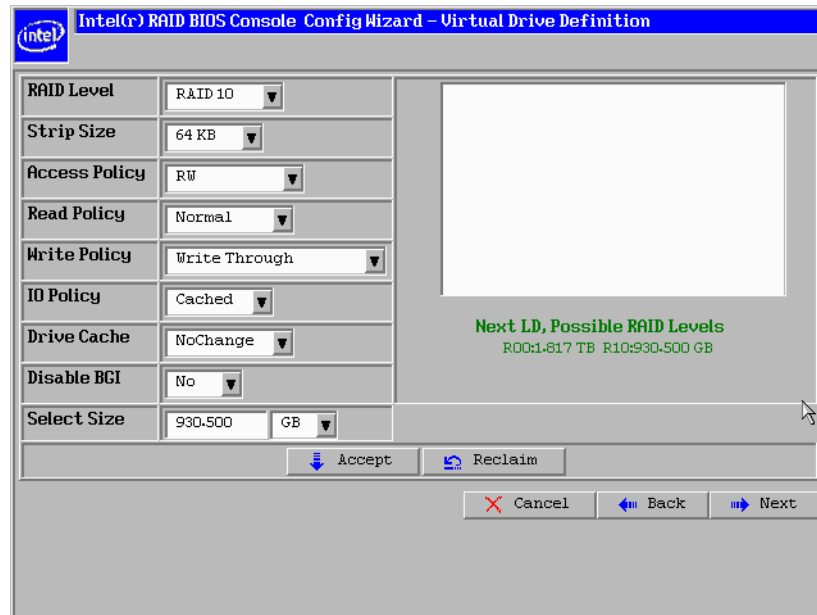 intel
Intel(r) RAID BIOS Console Config Wizard – Virtual Drive Definition
RAID Level RAID 10
Strip Size 64 KB
Access Policy RW
Read Policy Normal
Write Policy Write Through
IO Policy Cached
Drive Cache NoChange
Disable BGI No
Select Size 930.500 GB
Next LD, Possible RAID Levels
R00:1.817 TB R10:930.500 GB
Accept Reclaim
Cancel Back Next